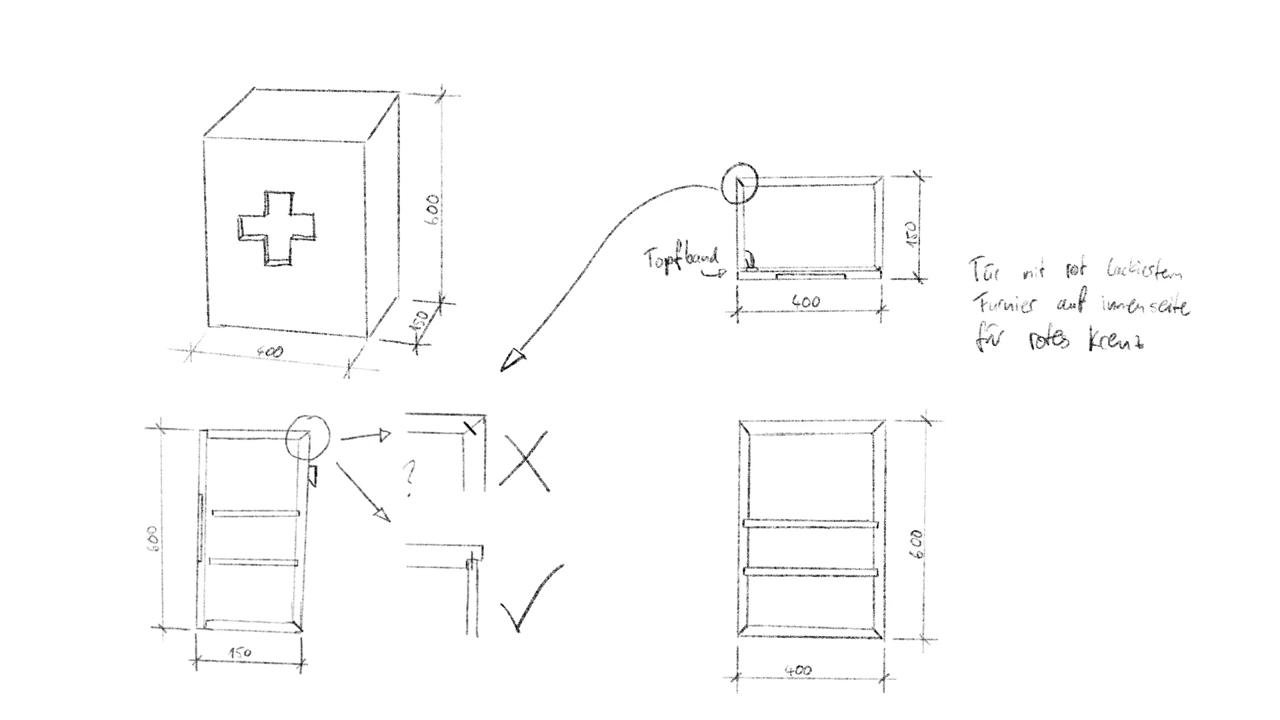 600
150
400
Topfband
150
400
Tür mit rot lackiertem
Furnier auf innenseite
für rotes Kreuz
600
?
150
600
400